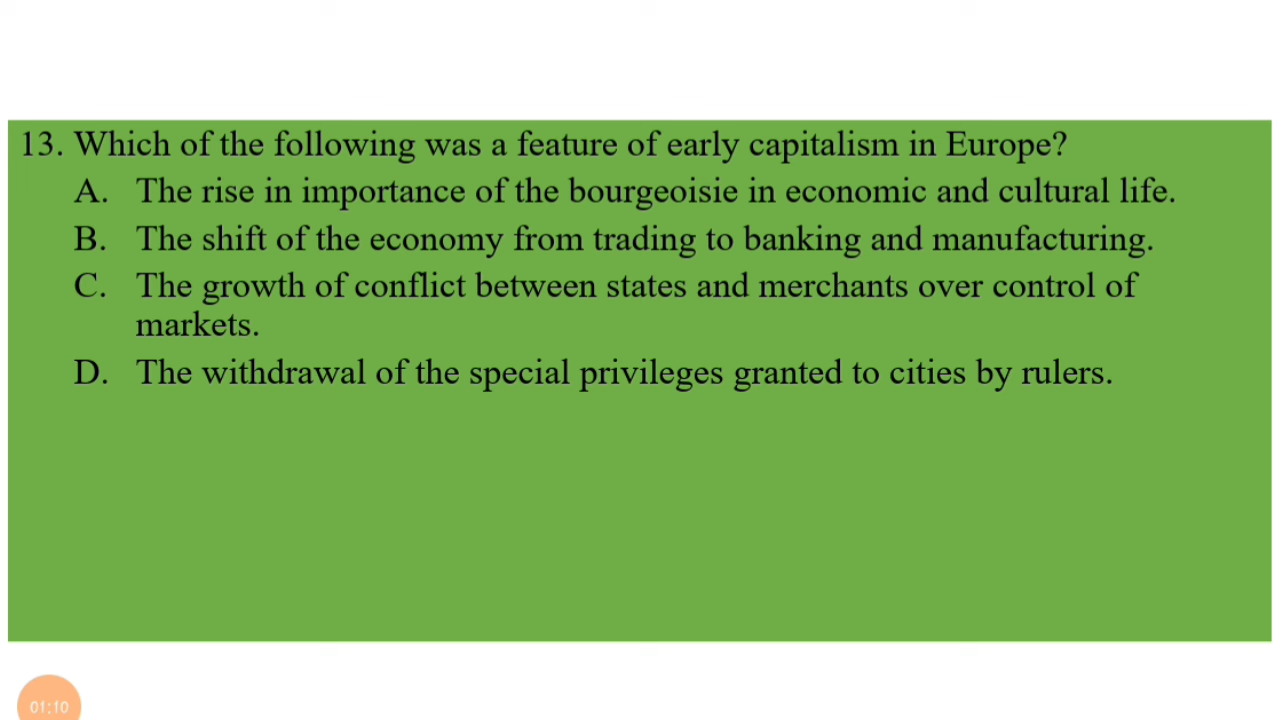 13. Which of the following was a feature of early capitalism in Europe?
A. The rise in importance of the bourgeoisie in economic and cultural life.
B. The shift of the economy from trading to banking and manufacturing.
C. The growth of conflict between states and merchants over control of
markets.
D. The withdrawal of the special privileges granted to cities by rulers.
01:10